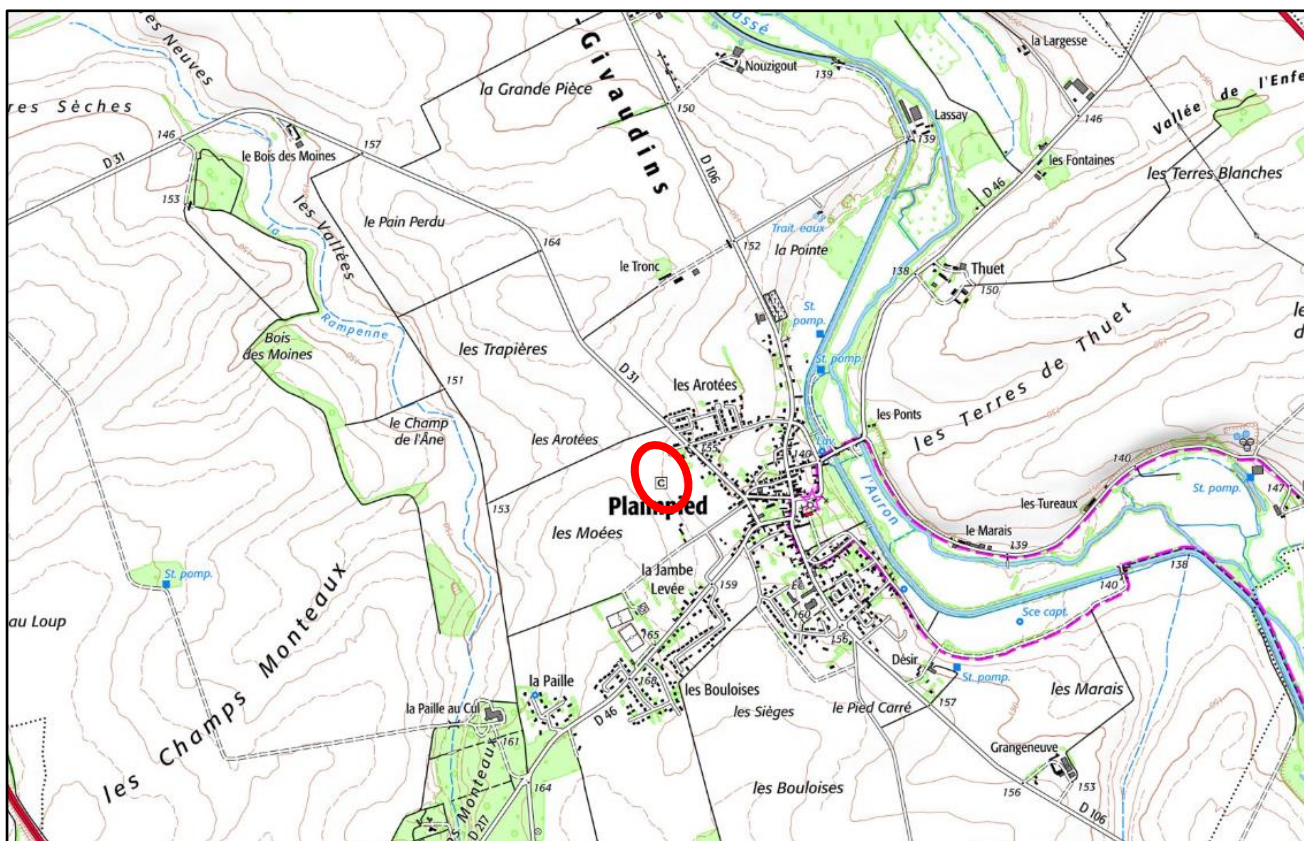 les Neuves
res Sèches
146
D 31
153
le Bois des Moines
157
les Vallées
la
Rampenne
le Pain Perdu
la Grande Pièce
Givaudins
Nouzigout
150
139
assé
Lassay
139
la Largesse
146
Vallée de l'Enfe
les Fontaines
D 46
les Terres Blanches
D 106
164
152
Trait. eaux
la Pointe
le Tronc
138
Thuet
150
St. pomp.
St. pomp.
Bois
des Moines
les Trapières
D 31
151
les Arotées
les Ponts
les Terres de Thuet
le Champ
de l'Âne
les Arotées
155
140
Lav.
C
Plaimpied
153
les Moées
l'Auron
140
147
St. pomp.
les Tureaux
le Marais
139
138
140
la Jambe
Levée
159
St. pomp.
au Loup
les Champs Monteaux
165
160
156
Sce capt.
Désir
St. pomp.
les Marais
168
la Paille
les Bouloises
les Sièges
le Pied Carré
157
la Paille au Cul
D 46
161
164
D 217
Grangeneuve
153
156
les Bouloises
D 106